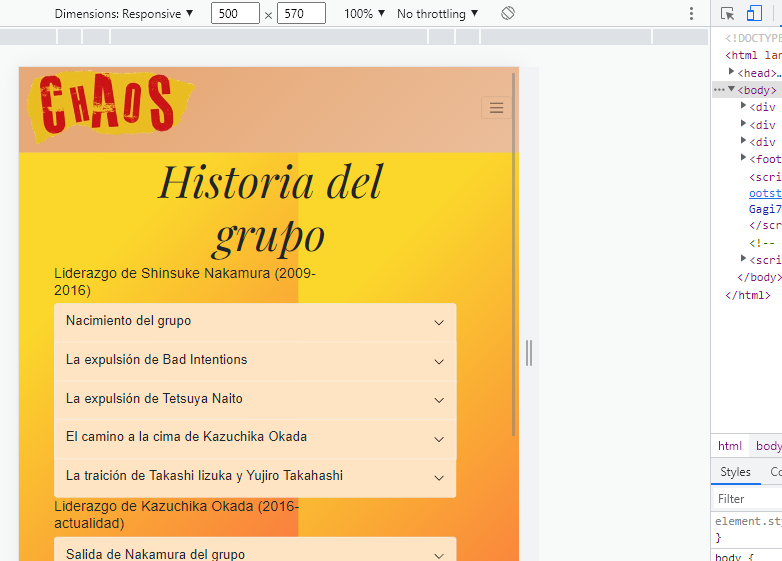 Dimensions: Responsive ▼ 500 × 570 100% ▼ No throttling ▼
CHAOS
Historia del
grupo
Liderazgo de Shinsuke Nakamura (2009-
2016)
Nacimiento del grupo
La expulsión de Bad Intentions
La expulsión de Tetsuya Naito
El camino a la cima de Kazuchika Okada
La traición de Takashi Iizuka y Yujiro Takahashi
Liderazgo de Kazuchika Okada (2016-
actualidad)
Salida de Nakamura del grupo
<!DOCTYPE
<html lan
<head>…
<body>
<div
<div
<div
<foot
<scri
ootst
Gagi7
</scr
<!--
<scri
</body>
</html>
html body
Styles Co
Filter
element.sty
}
body {